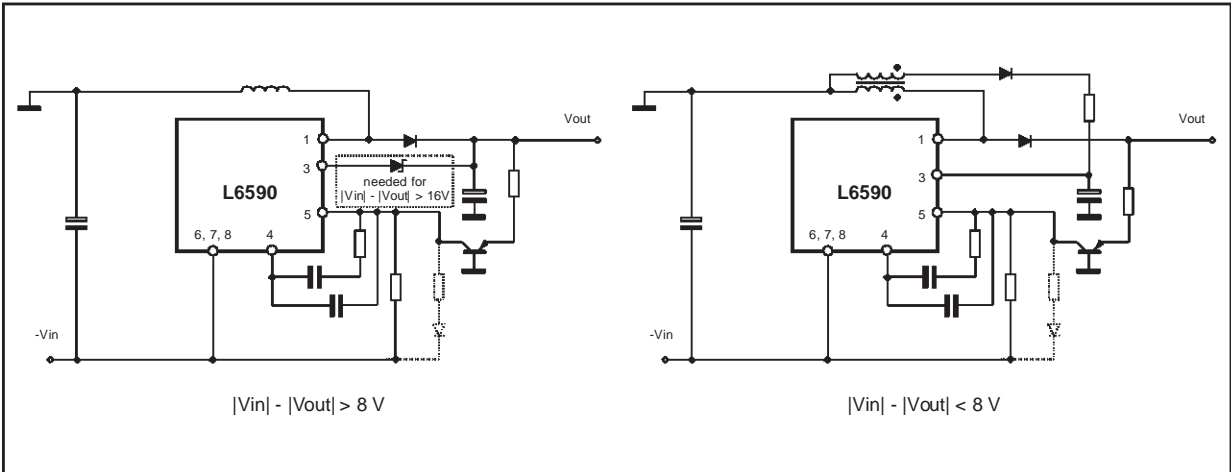 Vout
1
3
needed for
|Vin| - |Vout| > 16V
L6590
5
6, 7, 8
4
-Vin
|Vin| - |Vout| > 8 V
Vout
1
3
L6590
5
6, 7, 8
4
-Vin
|Vin| - |Vout| < 8 V